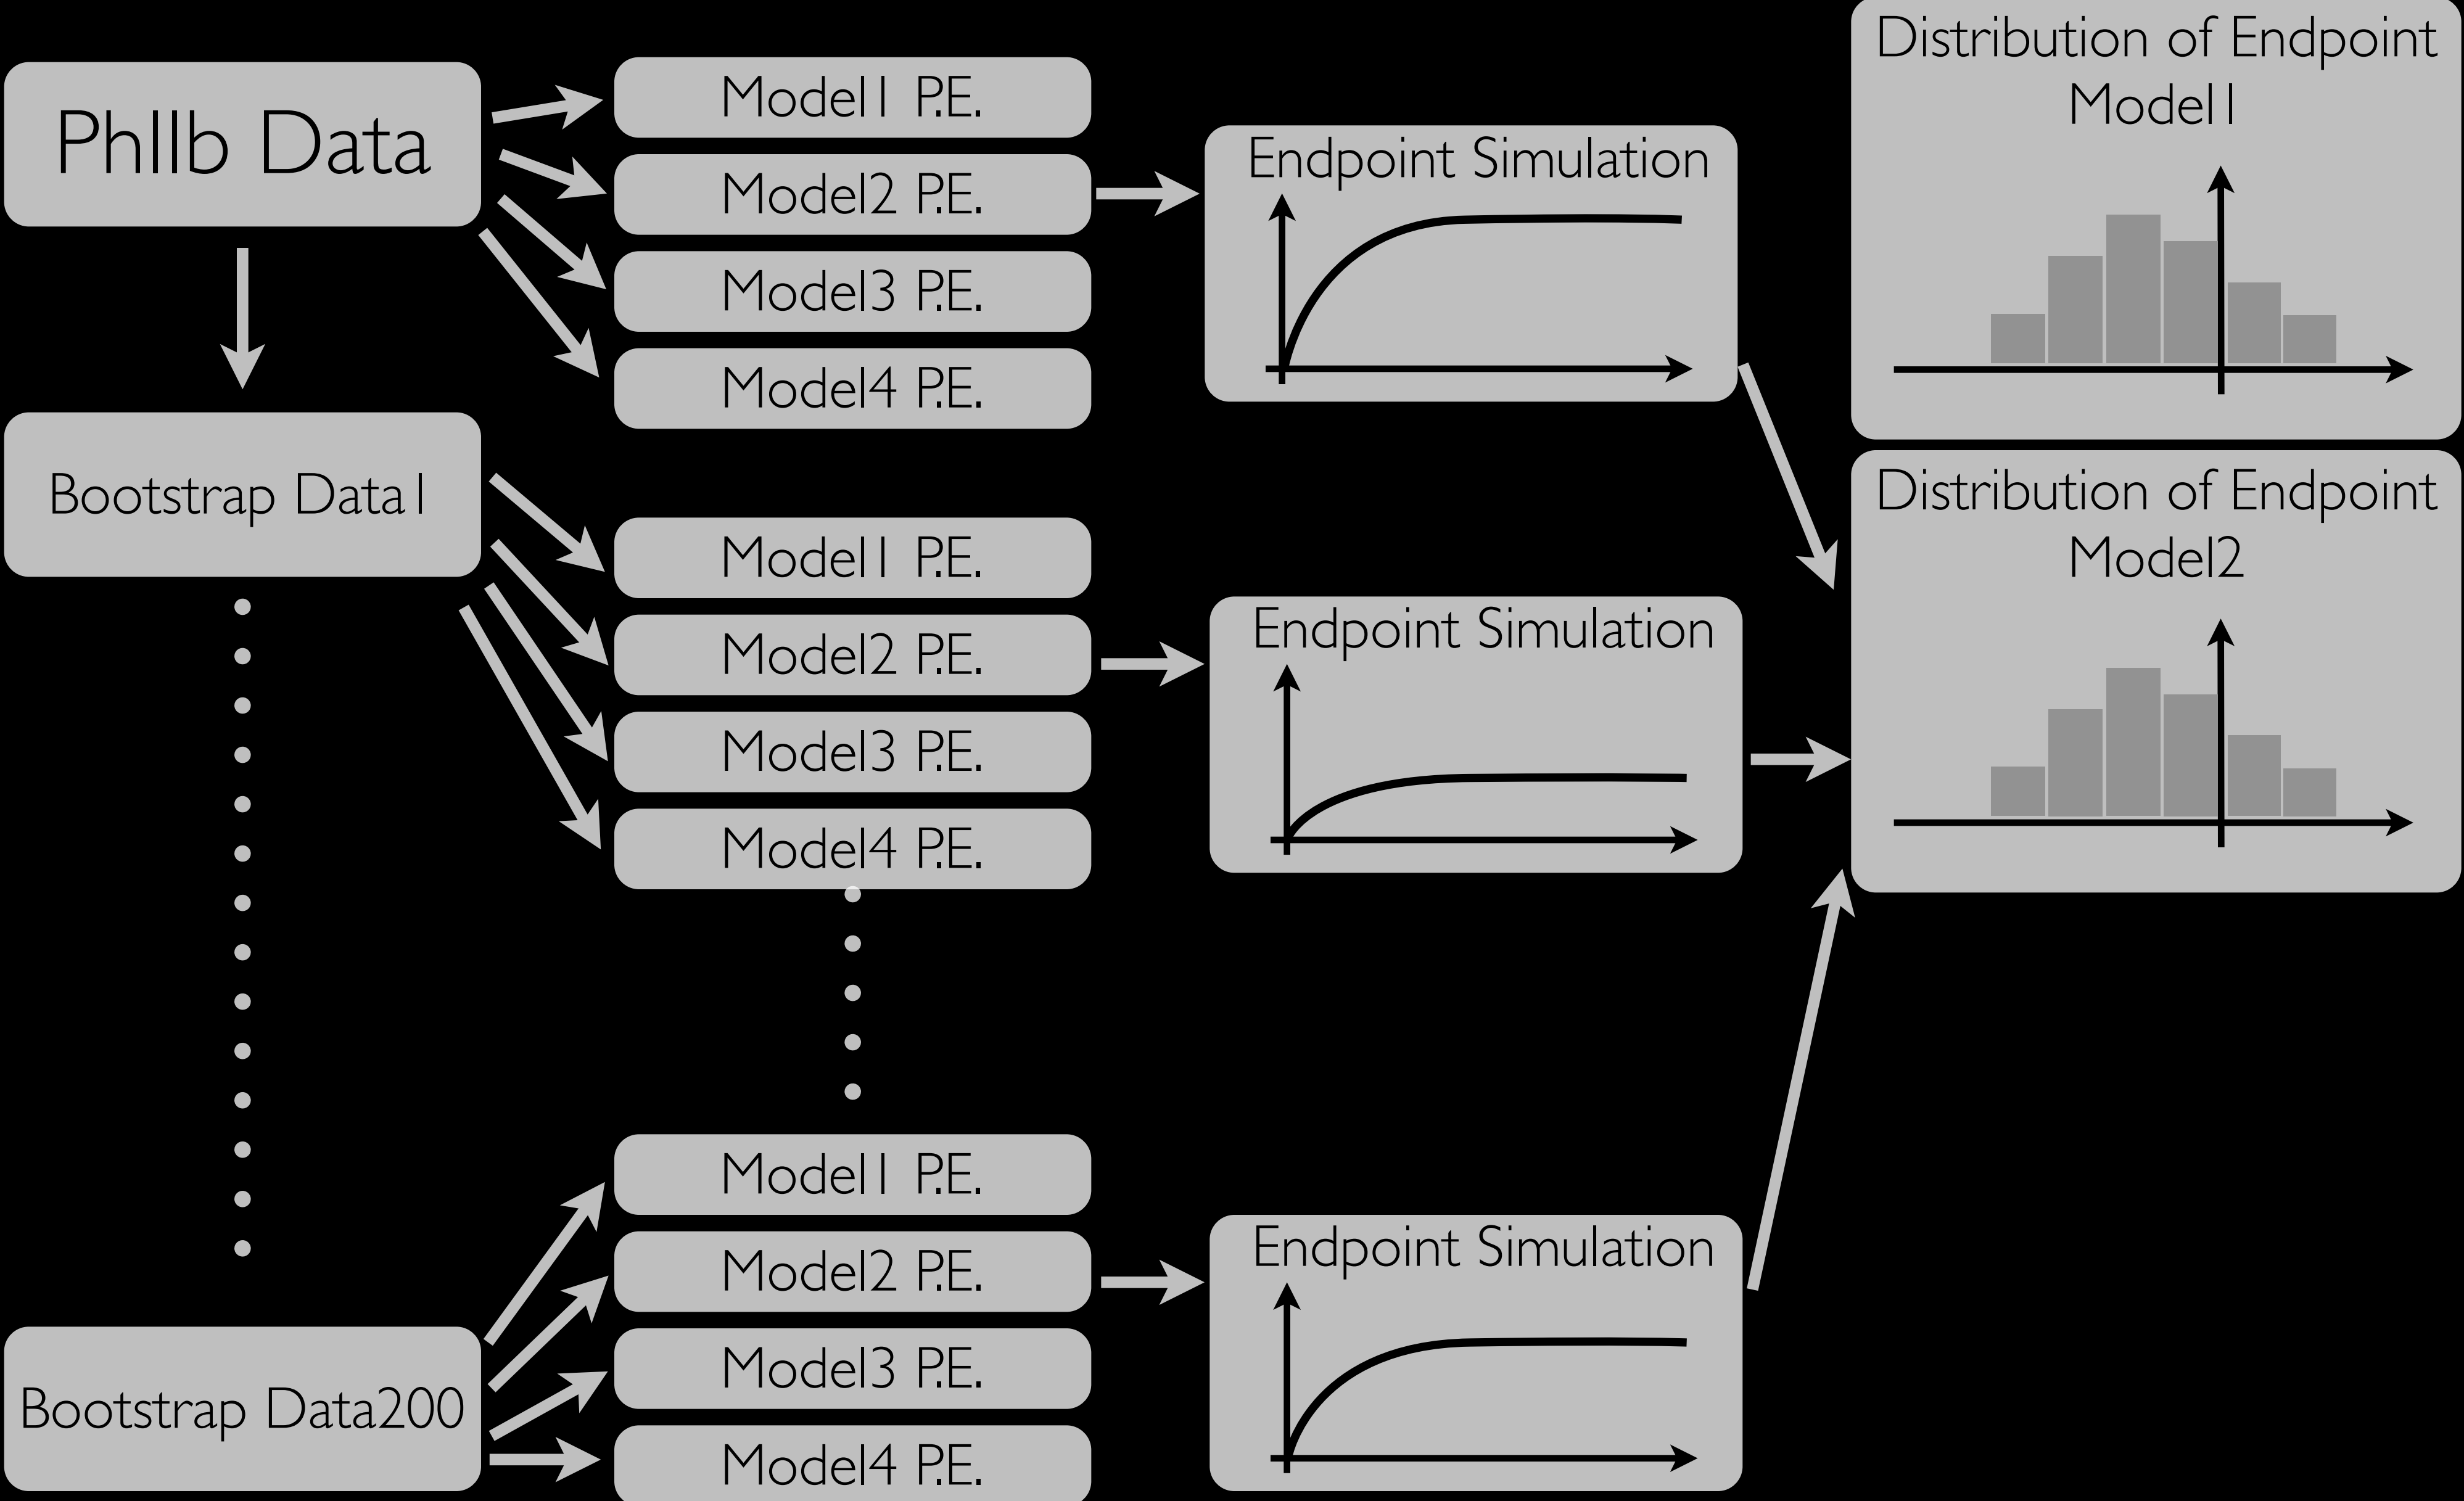 PhIIb Data
Model1 P.E.
Model2 P.E.
Model3 P.E.
Model4 P.E.
Endpoint Simulation
Distribution of Endpoint
Model1
Bootstrap Data1
Model1 P.E.
Model2 P.E.
Model3 P.E.
Model4 P.E.
Endpoint Simulation
Distribution of Endpoint
Model2
Bootstrap Data200
Model1 P.E.
Model2 P.E.
Model3 P.E.
Model4 P.E.
Endpoint Simulation